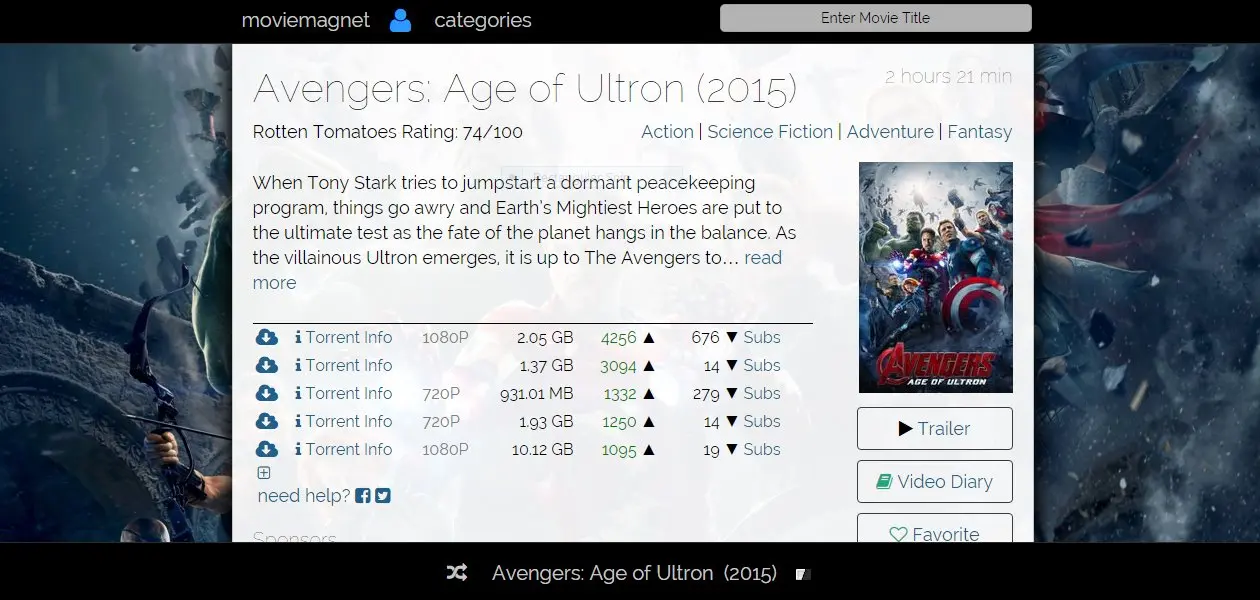 moviemagnet categories Enter Movie Title
Avengers: Age of Ultron (2015) 2 hours 21 min
Rotten Tomatoes Rating: 74/100 Action | Science Fiction | Adventure | Fantasy
When Tony Stark tries to jumpstart a dormant peacekeeping
program, things go awry and Earth's Mightiest Heroes are put to
the ultimate test as the fate of the planet hangs in the balance. As
the villainous Ultron emerges, it is up to The Avengers to... read
more
Torrent Info 1080P 2.05 GB 4256 ▲ 676 ▼ Subs
Torrent Info 1.37 GB 3094 ▲ 14 ▼ Subs
Torrent Info 720P 931.01 MB 1332 ▲ 279 ▼ Subs
Torrent Info 720P 1.93 GB 1250 ▲ 14 ▼ Subs
Torrent Info 1080P 10.12 GB 1095 ▲ 19 ▼ Subs
need help?
Sponsors
AVENGERS
AGE OF ULTRON
Trailer
Video Diary
Favorite
Avengers: Age of Ultron (2015)